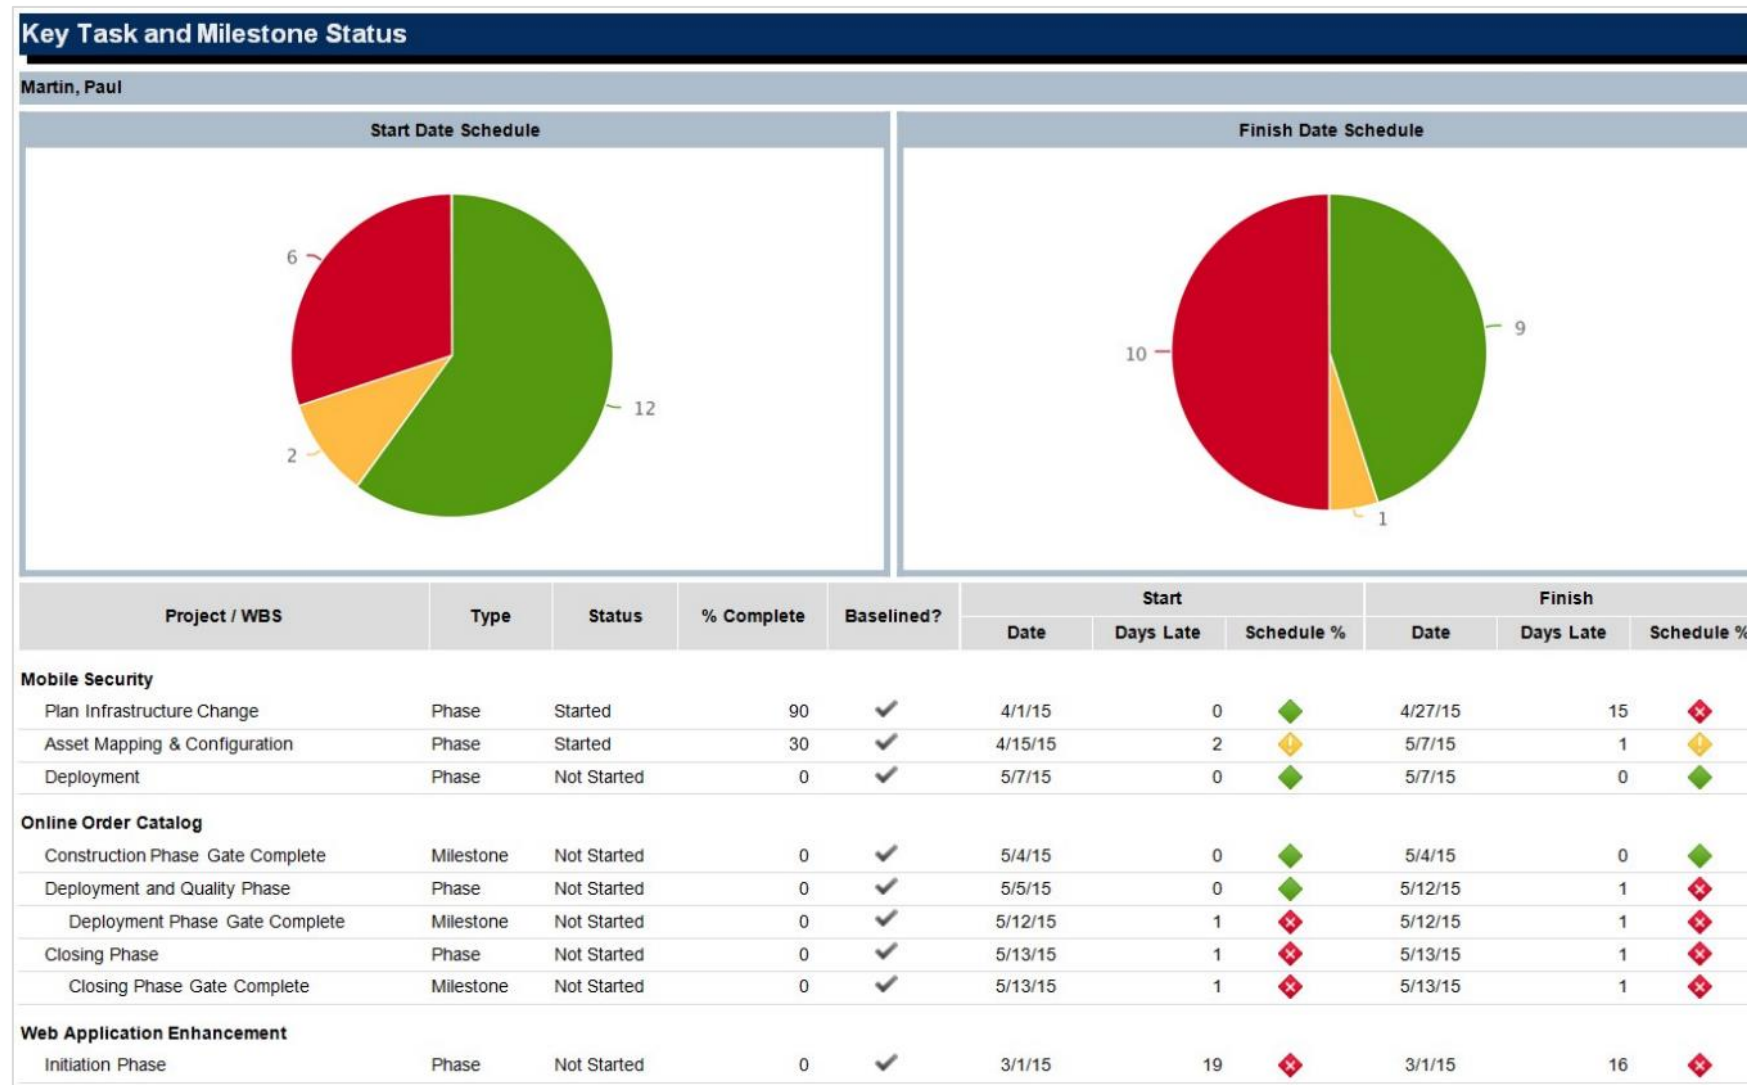 Key Task and Milestone Status
Martin, Paul
Start Date Schedule
Finish Date Schedule
6
2
12
10
9
1
Project / WBS Type Status % Complete Baselined? Start Finish
Date Days Late Schedule % Date Days Late Schedule %
Mobile Security
Plan Infrastructure Change Phase Started 90 4/1/15 0 4/27/15 15
Asset Mapping & Configuration Phase Started 30 4/15/15 2 5/7/15 1
Deployment Phase Not Started 0 5/7/15 0 5/7/15 0
Online Order Catalog
Construction Phase Gate Complete Milestone Not Started 0 5/4/15 0 5/4/15 0
Deployment and Quality Phase Phase Not Started 0 5/5/15 0 5/12/15 1
Deployment Phase Gate Complete Milestone Not Started 0 5/12/15 1 5/12/15 1
Closing Phase Phase Not Started 0 5/13/15 1 5/13/15 1
Closing Phase Gate Complete Milestone Not Started 0 5/13/15 1 5/13/15 1
Web Application Enhancement
Initiation Phase Phase Not Started 0 3/1/15 19 3/1/15 16